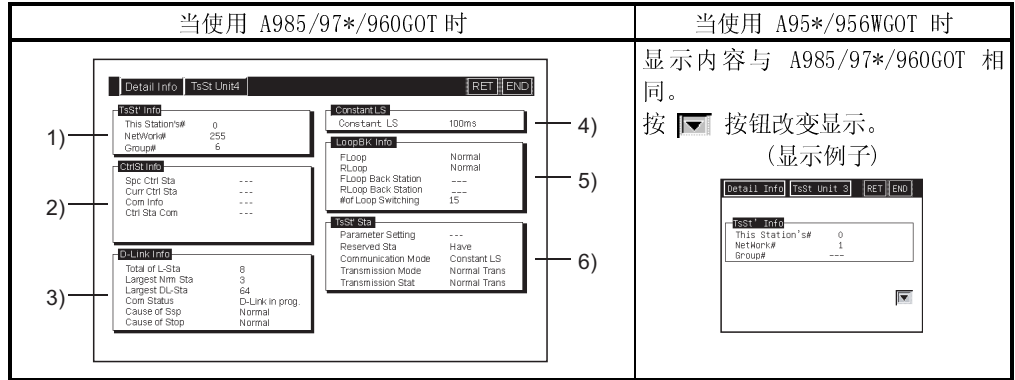 当使用 A985/97*/960GOT 时
当使用 A95*/956WGOT 时
Detail Info TsSt Unit4 RET END
1)
TsSt' Info
This Station's# 0
NetWork# 255
Group# 6
2)
CtrlSt Info
Spc Ctrl Sta ---
Curr Ctrl Sta ---
Com Info ---
Ctrl Sta Com ---
3)
D-Link Info
Total of L-Sta 8
Largest Nrm Sta 3
Largest DL-Sta 64
Com Status D-Link in prog.
Cause of Ssp Normal
Cause of Stop Normal
Constant LS
Constant LS 100ms
4)
LoopBK Info
FLoop Normal
RLoop Normal
FLoop Back Station ---
RLoop Back Station ---
#of Loop Switching 15
5)
TsSt' Sta
Parameter Setting ---
Reserved Sta Have
Communication Mode Constant LS
Transmission Mode Normal Trans
Transmission Stat Normal Trans
6)
显示内容与 A985/97*/960GOT 相
同。
按 按钮改变显示。
(显示例子)
Detail Info TsSt Unit 3 RET END
TsSt' Info
This Station's# 0
NetWork# 1
Group# ---